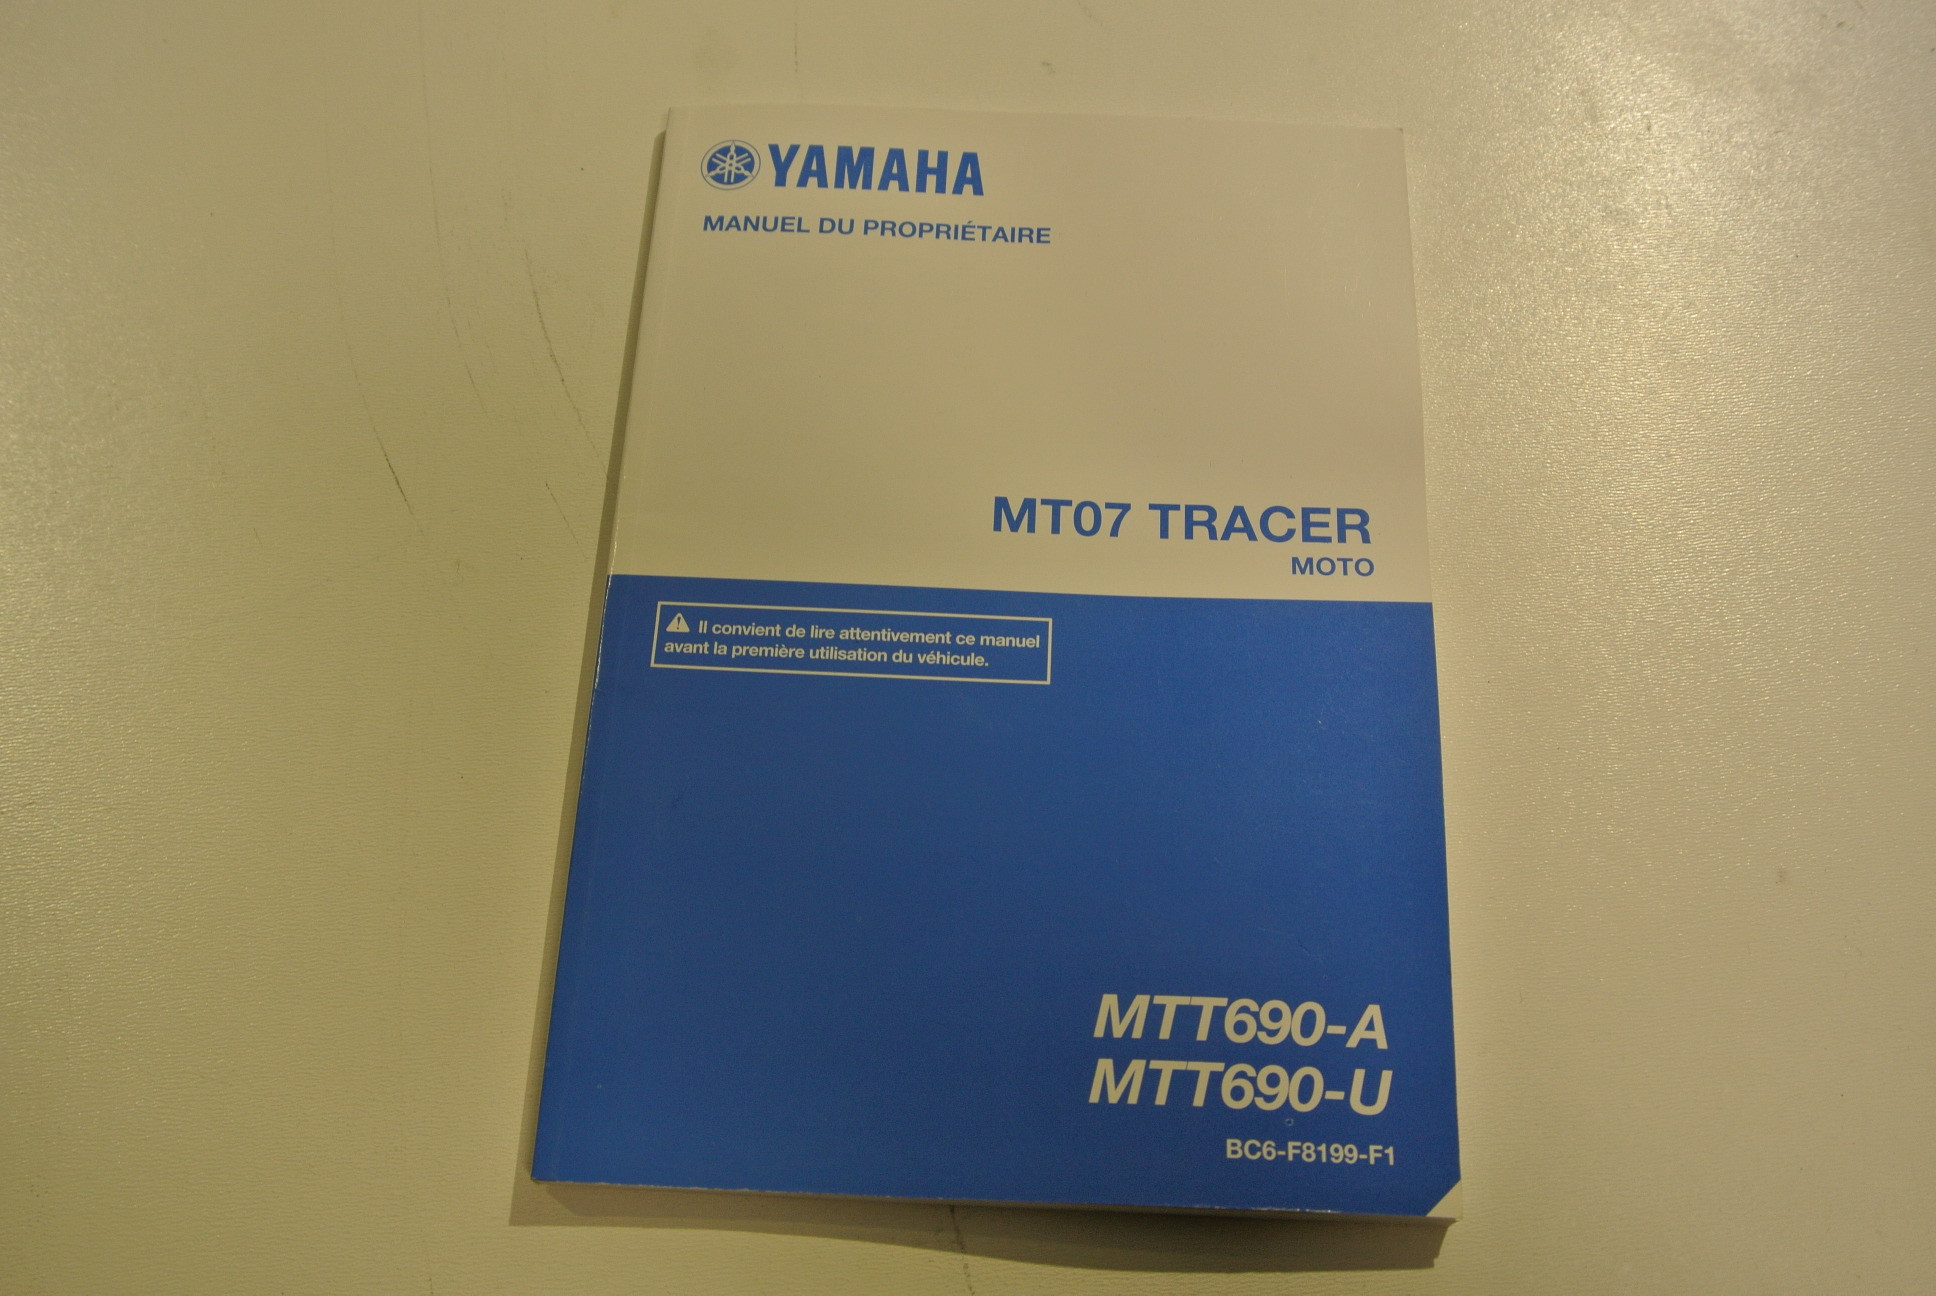 YAMAHA
MANUEL DU PROPRIÉTAIRE
MT07 TRACER
MOTO
Il convient de lire attentivement ce manuel
avant la première utilisation du véhicule.
MTT690-A
MTT690-U
BC6-F8199-F1